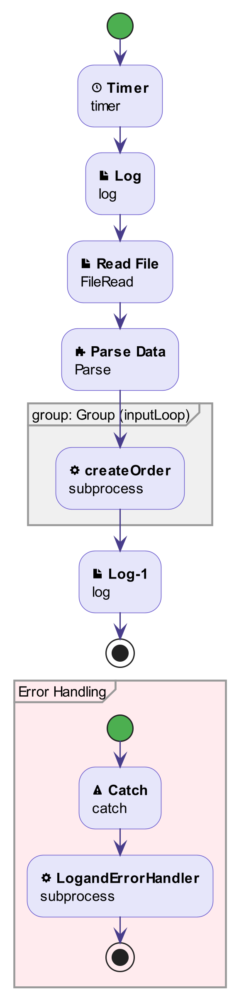 Timer
timer
Log
log
Read File
FileRead
Parse Data
Parse
group: Group (inputLoop)
createOrder
subprocess
Log-1
log
Error Handling
Catch
catch
LogandErrorHandler
subprocess